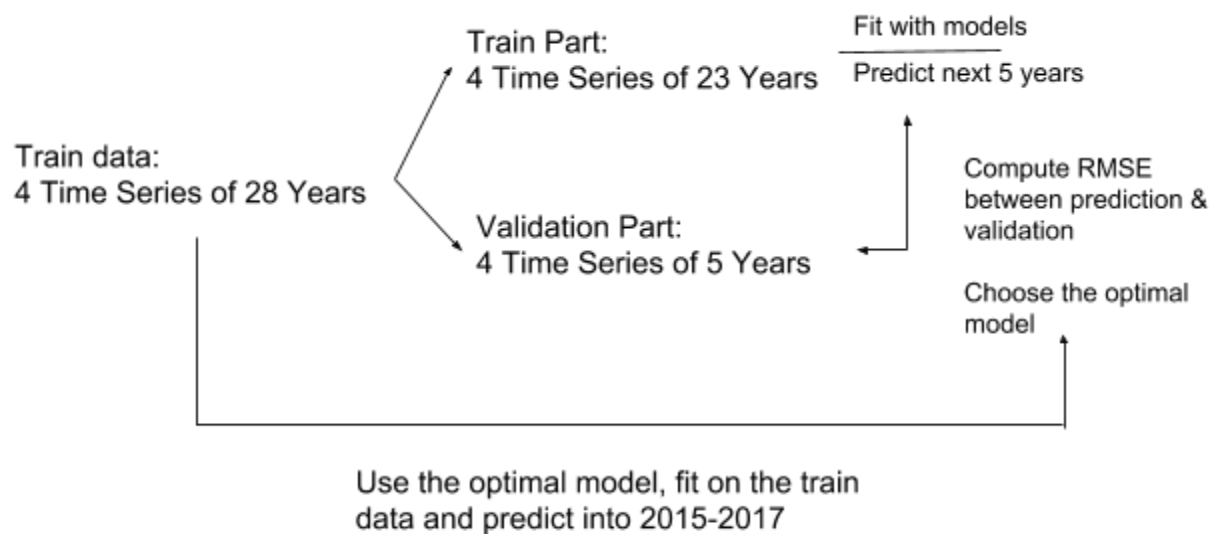 Train data:
4 Time Series of 28 Years
Train Part:
4 Time Series of 23 Years
Fit with models
Predict next 5 years
Validation Part:
4 Time Series of 5 Years
Compute RMSE
between prediction &
validation
Choose the optimal
model
Use the optimal model, fit on the train
data and predict into 2015-2017